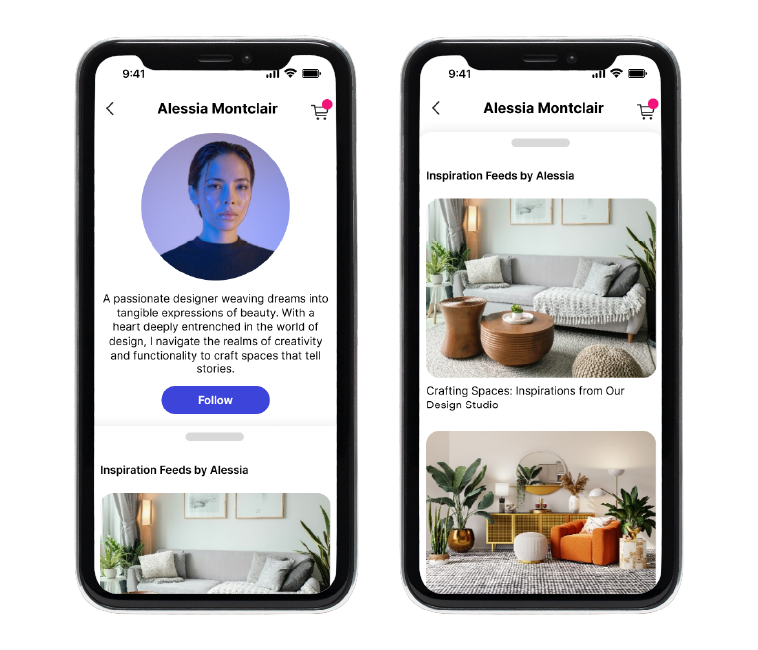 9:41
Alessia Montclair
A passionate designer weaving dreams into
tangible expressions of beauty. With a
heart deeply entrenched in the world of
design, I navigate the realms of creativity
and functionality to craft spaces that tell
stories.
Follow
Inspiration Feeds by Alessia
9:41
Alessia Montclair
Inspiration Feeds by Alessia
Crafting Spaces: Inspirations from Our
Design Studio